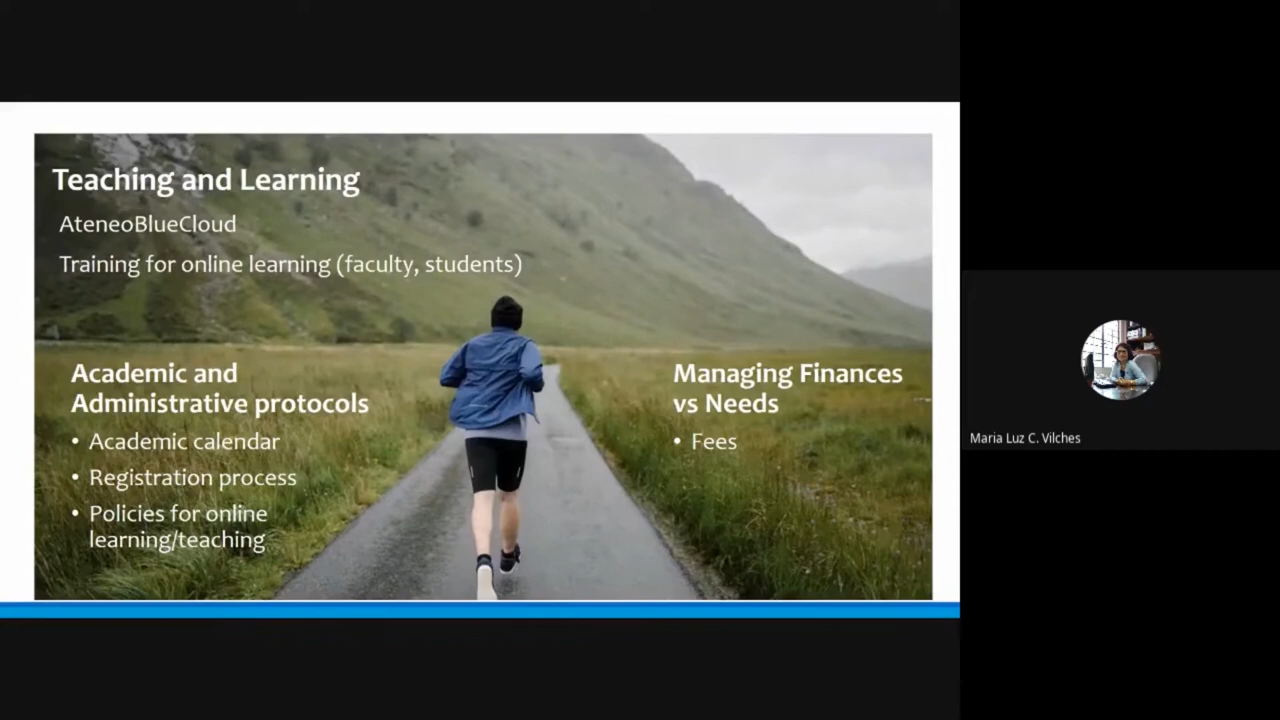 Teaching and Learning
AteneoBlueCloud
Training for online learning (faculty, students)
Academic and
Administrative protocols
• Academic calendar
• Registration process
• Policies for online
learning/teaching
Managing Finances
vs Needs
• Fees
Maria Luz C. Vilches